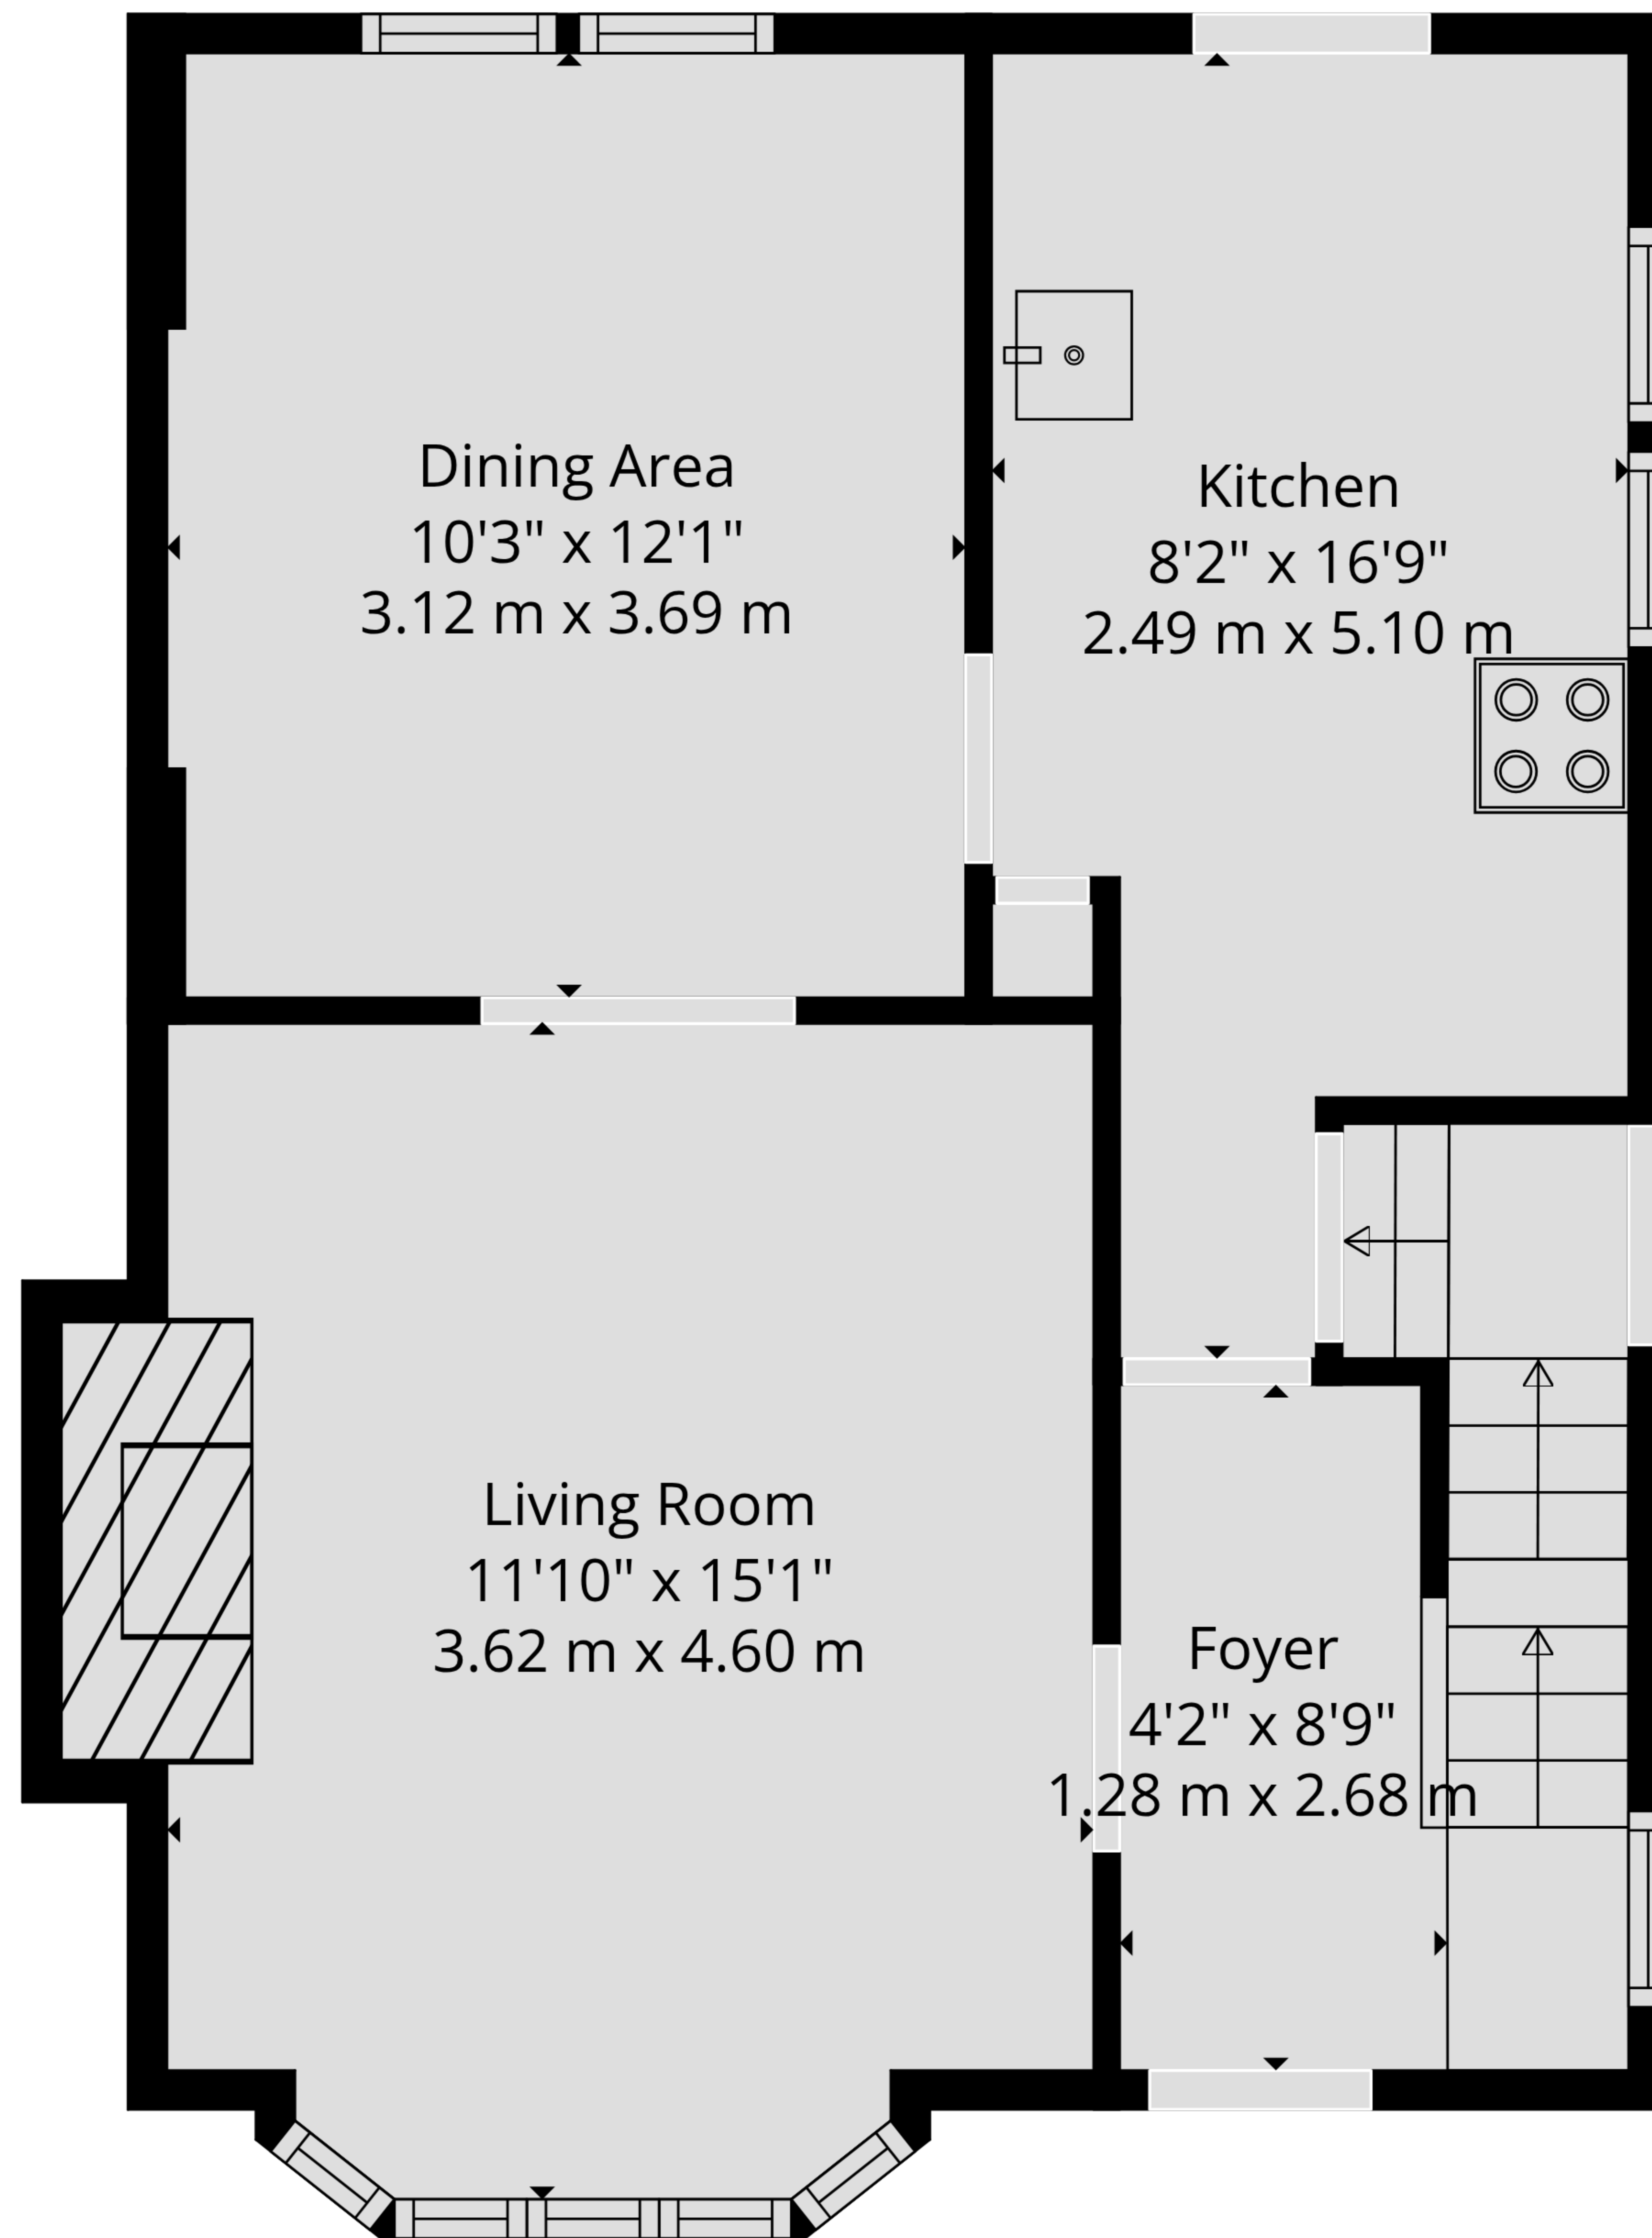 Dining Area
10'3" x 12'1"
3.12 m x 3.69 m
Kitchen
8'2" x 16'9"
2.49 m x 5.10 m
Living Room
11'10" x 15'1"
3.62 m x 4.60 m
Foyer
4'2" x 8'9"
1.28 m x 2.68 m